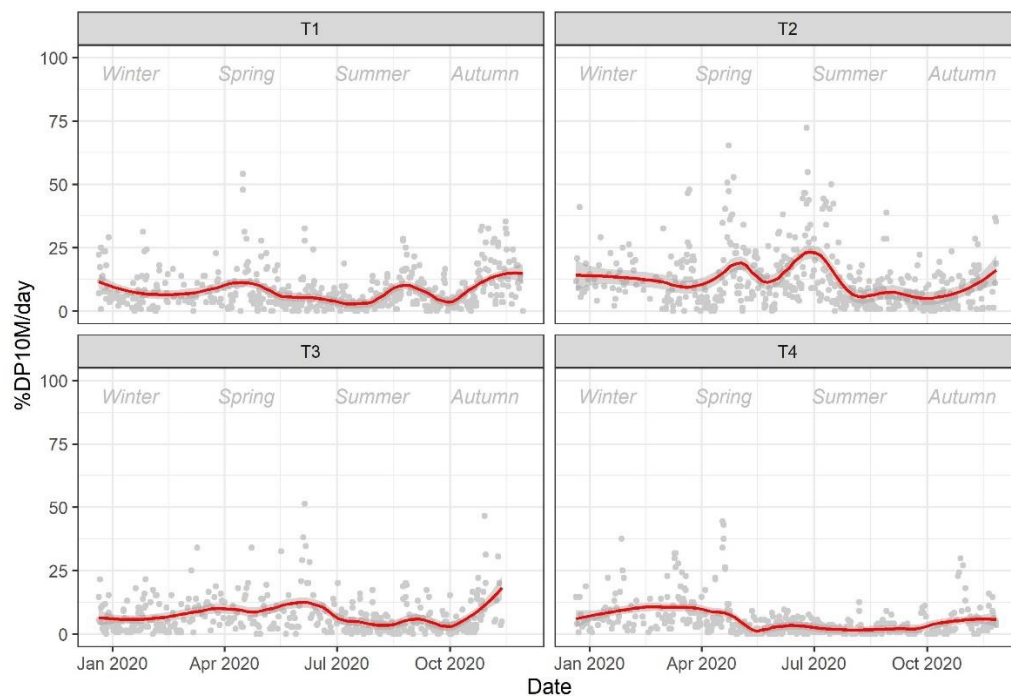 T1
T2
100
Winter Spring Summer Autumn
Winter Spring Summer Autumn
75
50
25
0
%DP10M/day
T3
T4
100
Winter Spring Summer Autumn
Winter Spring Summer Autumn
75
50
25
0
Jan 2020 Apr 2020 Jul 2020 Oct 2020
Jan 2020 Apr 2020 Jul 2020 Oct 2020
Date